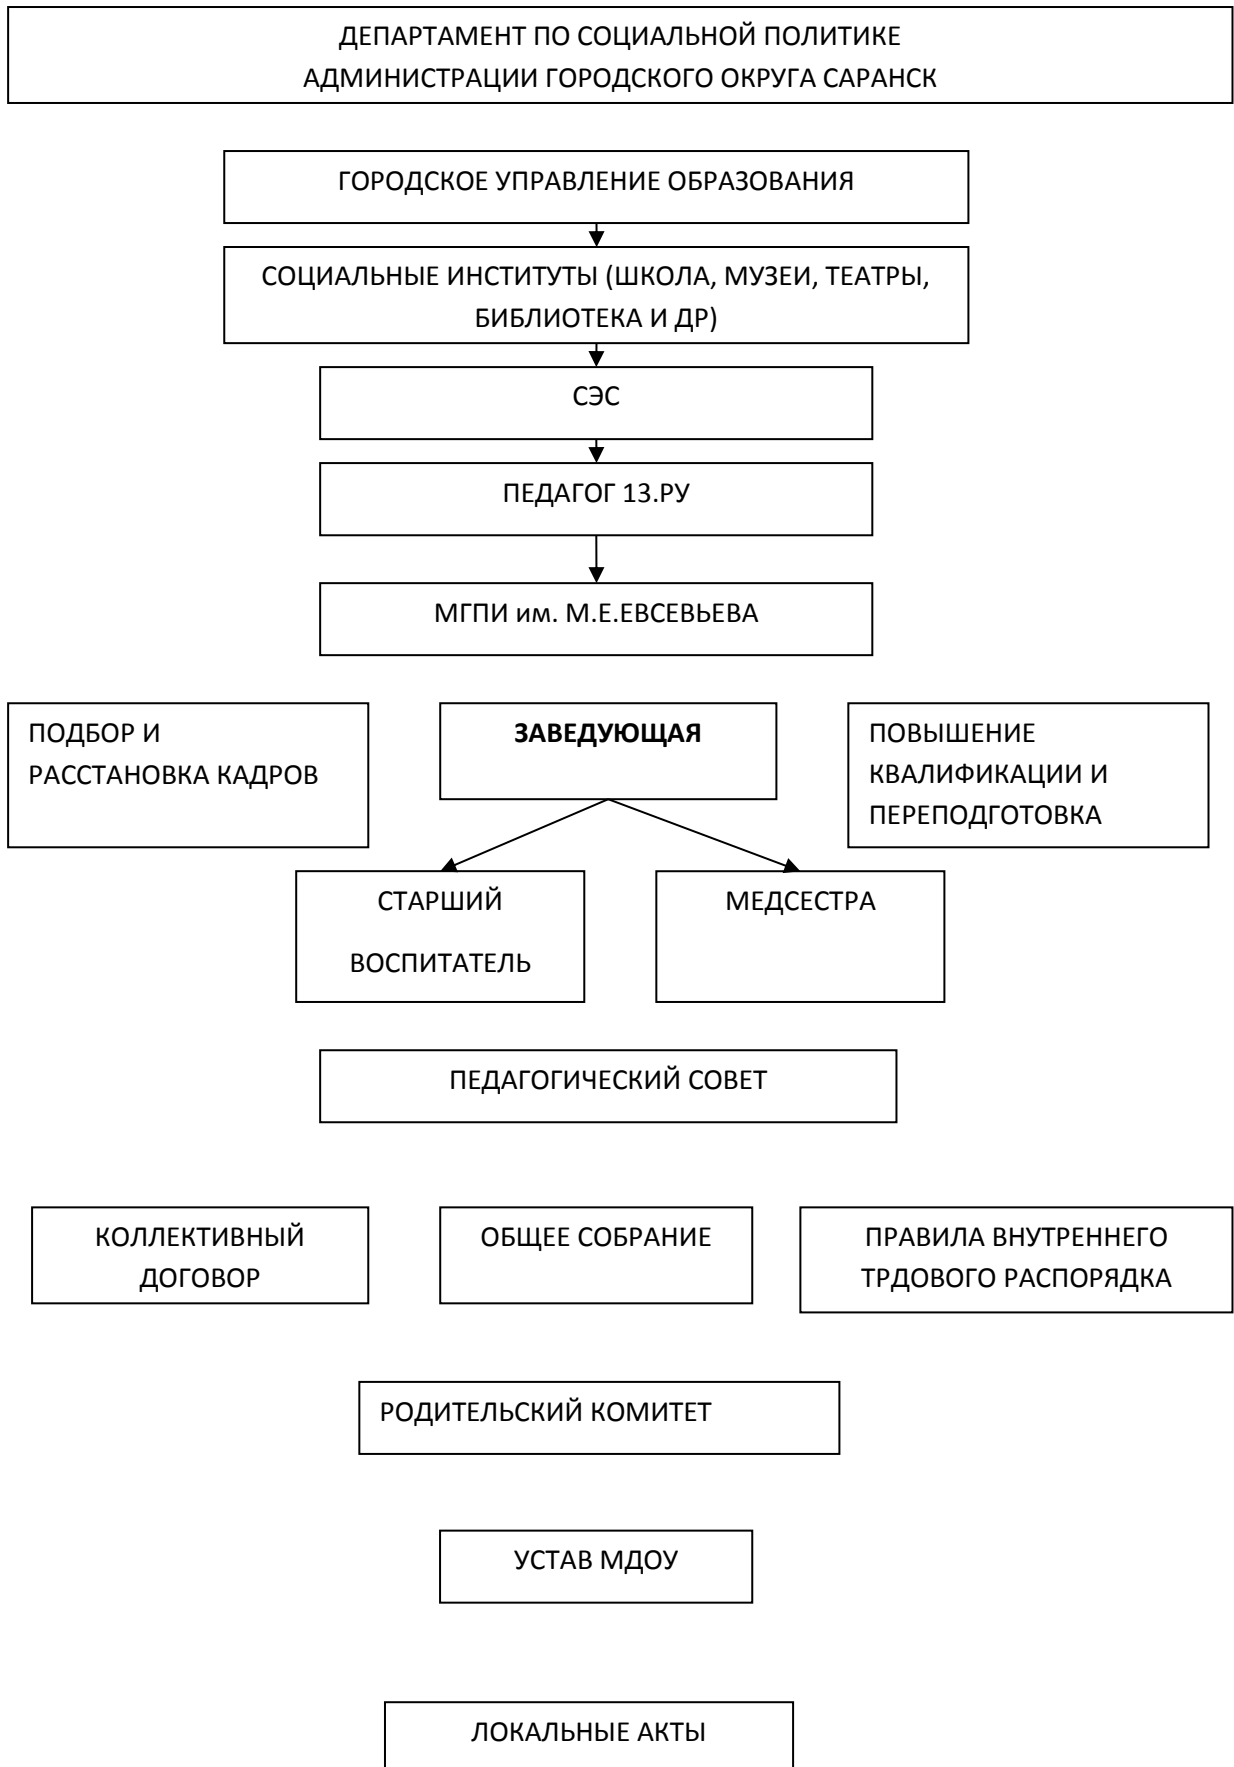 ДЕПАРТАМЕНТ ПО СОЦИАЛЬНОЙ ПОЛИТИКЕ
АДМИНИСТРАЦИИ ГОРОДСКОГО ОКРУГА САРАНСК
ГОРОДСКОЕ УПРАВЛЕНИЕ ОБРАЗОВАНИЯ
СОЦИАЛЬНЫЕ ИНСТИТУТЫ (ШКОЛА, МУЗЕИ, ТЕАТРЫ,
БИБЛИОТЕКА И ДР)
СЭС
ПЕДАГОГ 13.РУ
МГПИ им. М.Е.ЕВСЕВЬЕВА
ПОДБОР И
РАССТАНОВКА КАДРОВ
ЗАВЕДУЮЩАЯ
ПОВЫШЕНИЕ
КВАЛИФИКАЦИИ И
ПЕРЕПОДГОТОВКА
СТАРШИЙ
ВОСПИТАТЕЛЬ
МЕДСЕСТРА
ПЕДАГОГИЧЕСКИЙ СОВЕТ
КОЛЛЕКТИВНЫЙ
ДОГОВОР
ОБЩЕЕ СОБРАНИЕ
ПРАВИЛА ВНУТРЕННЕГО
ТРДОВОГО РАСПОРЯДКА
РОДИТЕЛЬСКИЙ КОМИТЕТ
УСТАВ МДОУ
ЛОКАЛЬНЫЕ АКТЫ